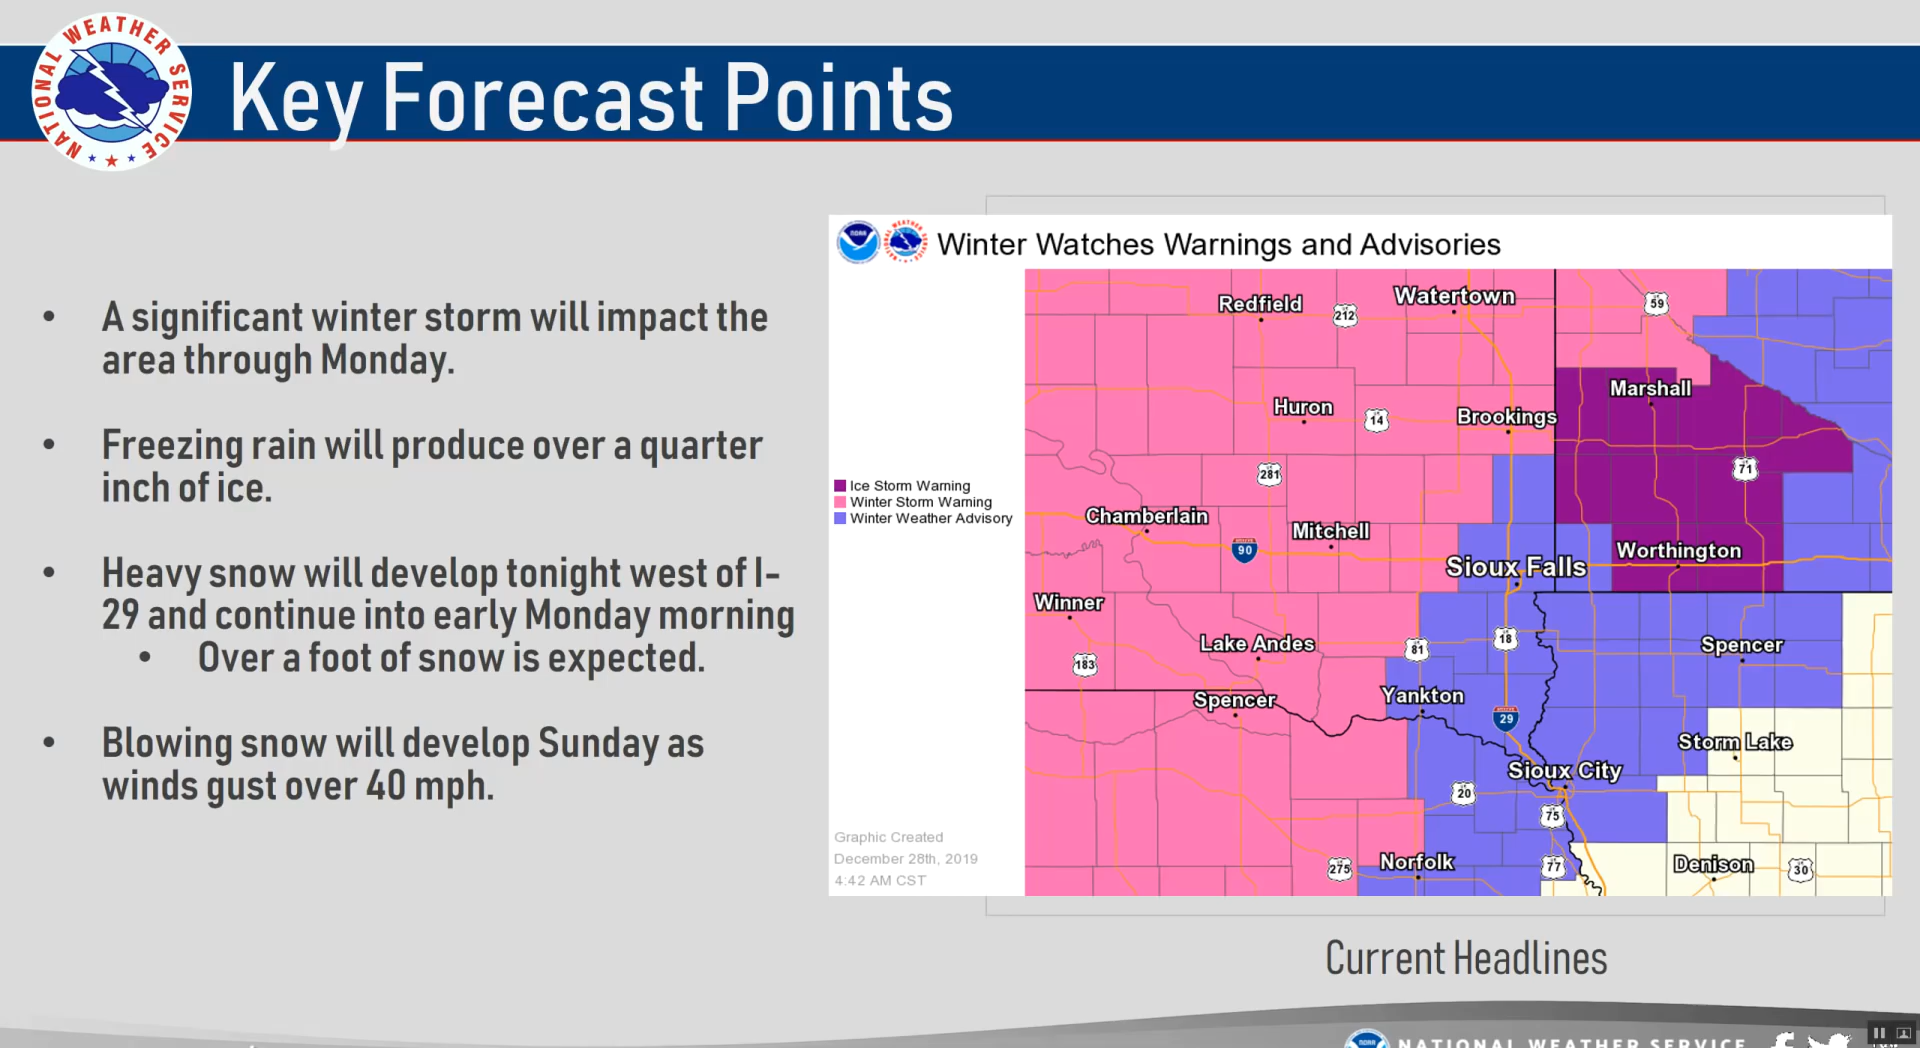 NATIONAL WEATHER SERVICE
Key Forecast Points
• A significant winter storm will impact the
area through Monday.
• Freezing rain will produce over a quarter
inch of ice.
• Heavy snow will develop tonight west of I-
29 and continue into early Monday morning
• Over a foot of snow is expected.
• Blowing snow will develop Sunday as
winds gust over 40 mph.
NOAA
Winter Watches Warnings and Advisories
Ice Storm Warning
Winter Storm Warning
Winter Weather Advisory
Redfield
212
Watertown
59
Marshall
Huron
14
Brookings
281
71
Chamberlain
90
Mitchell
Sioux Falls
Worthington
Winner
183
Lake Andes
81
18
Spencer
Spencer
Yankton
29
Storm Lake
Sioux City
20
75
275
Norfolk
77
Denison
30
Graphic Created
December 28th, 2019
4:42 AM CST
Current Headlines
NOAA
NATIONAL WEATHER SERVICE